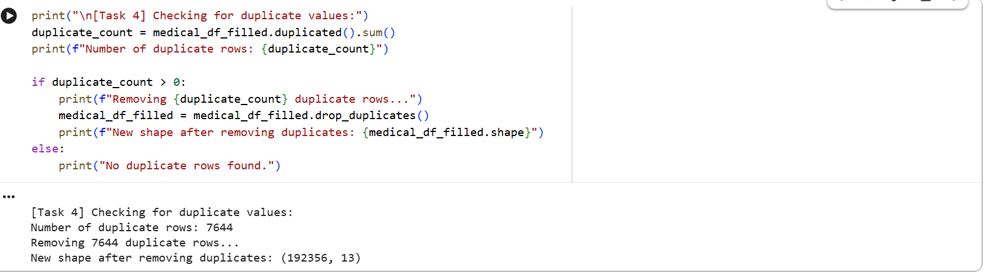 print("\n[Task 4] Checking for duplicate values:")
duplicate_count = medical_df_filled.duplicated().sum()
print(f"Number of duplicate rows: {duplicate_count}")

if duplicate_count > 0:
    print(f"Removing {duplicate_count} duplicate rows...")
    medical_df_filled = medical_df_filled.drop_duplicates()
    print(f"New shape after removing duplicates: {medical_df_filled.shape}")
else:
    print("No duplicate rows found.")

[Task 4] Checking for duplicate values:
Number of duplicate rows: 7644
Removing 7644 duplicate rows...
New shape after removing duplicates: (192356, 13)